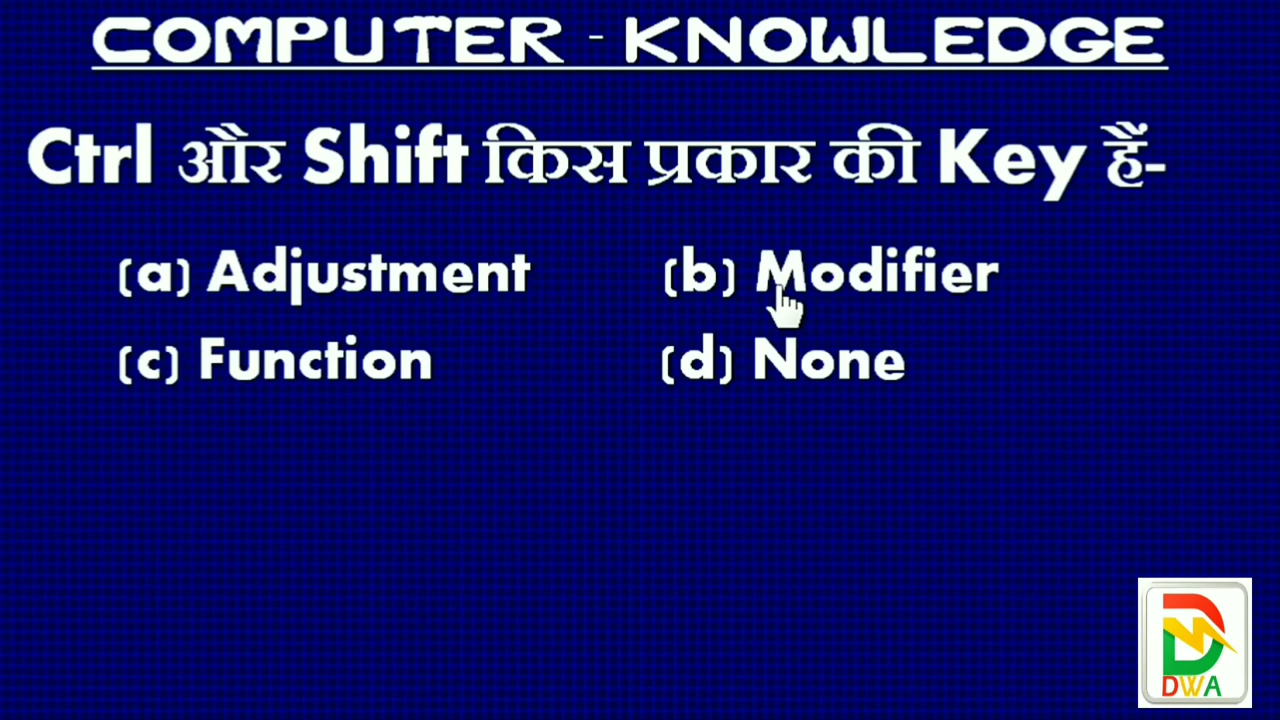 COMPUTER - KNOWLEDGE
Ctrl और Shift किस प्रकार की Key हैं-
(a) Adjustment (b) Modifier
(c) Function (d) None
DWA